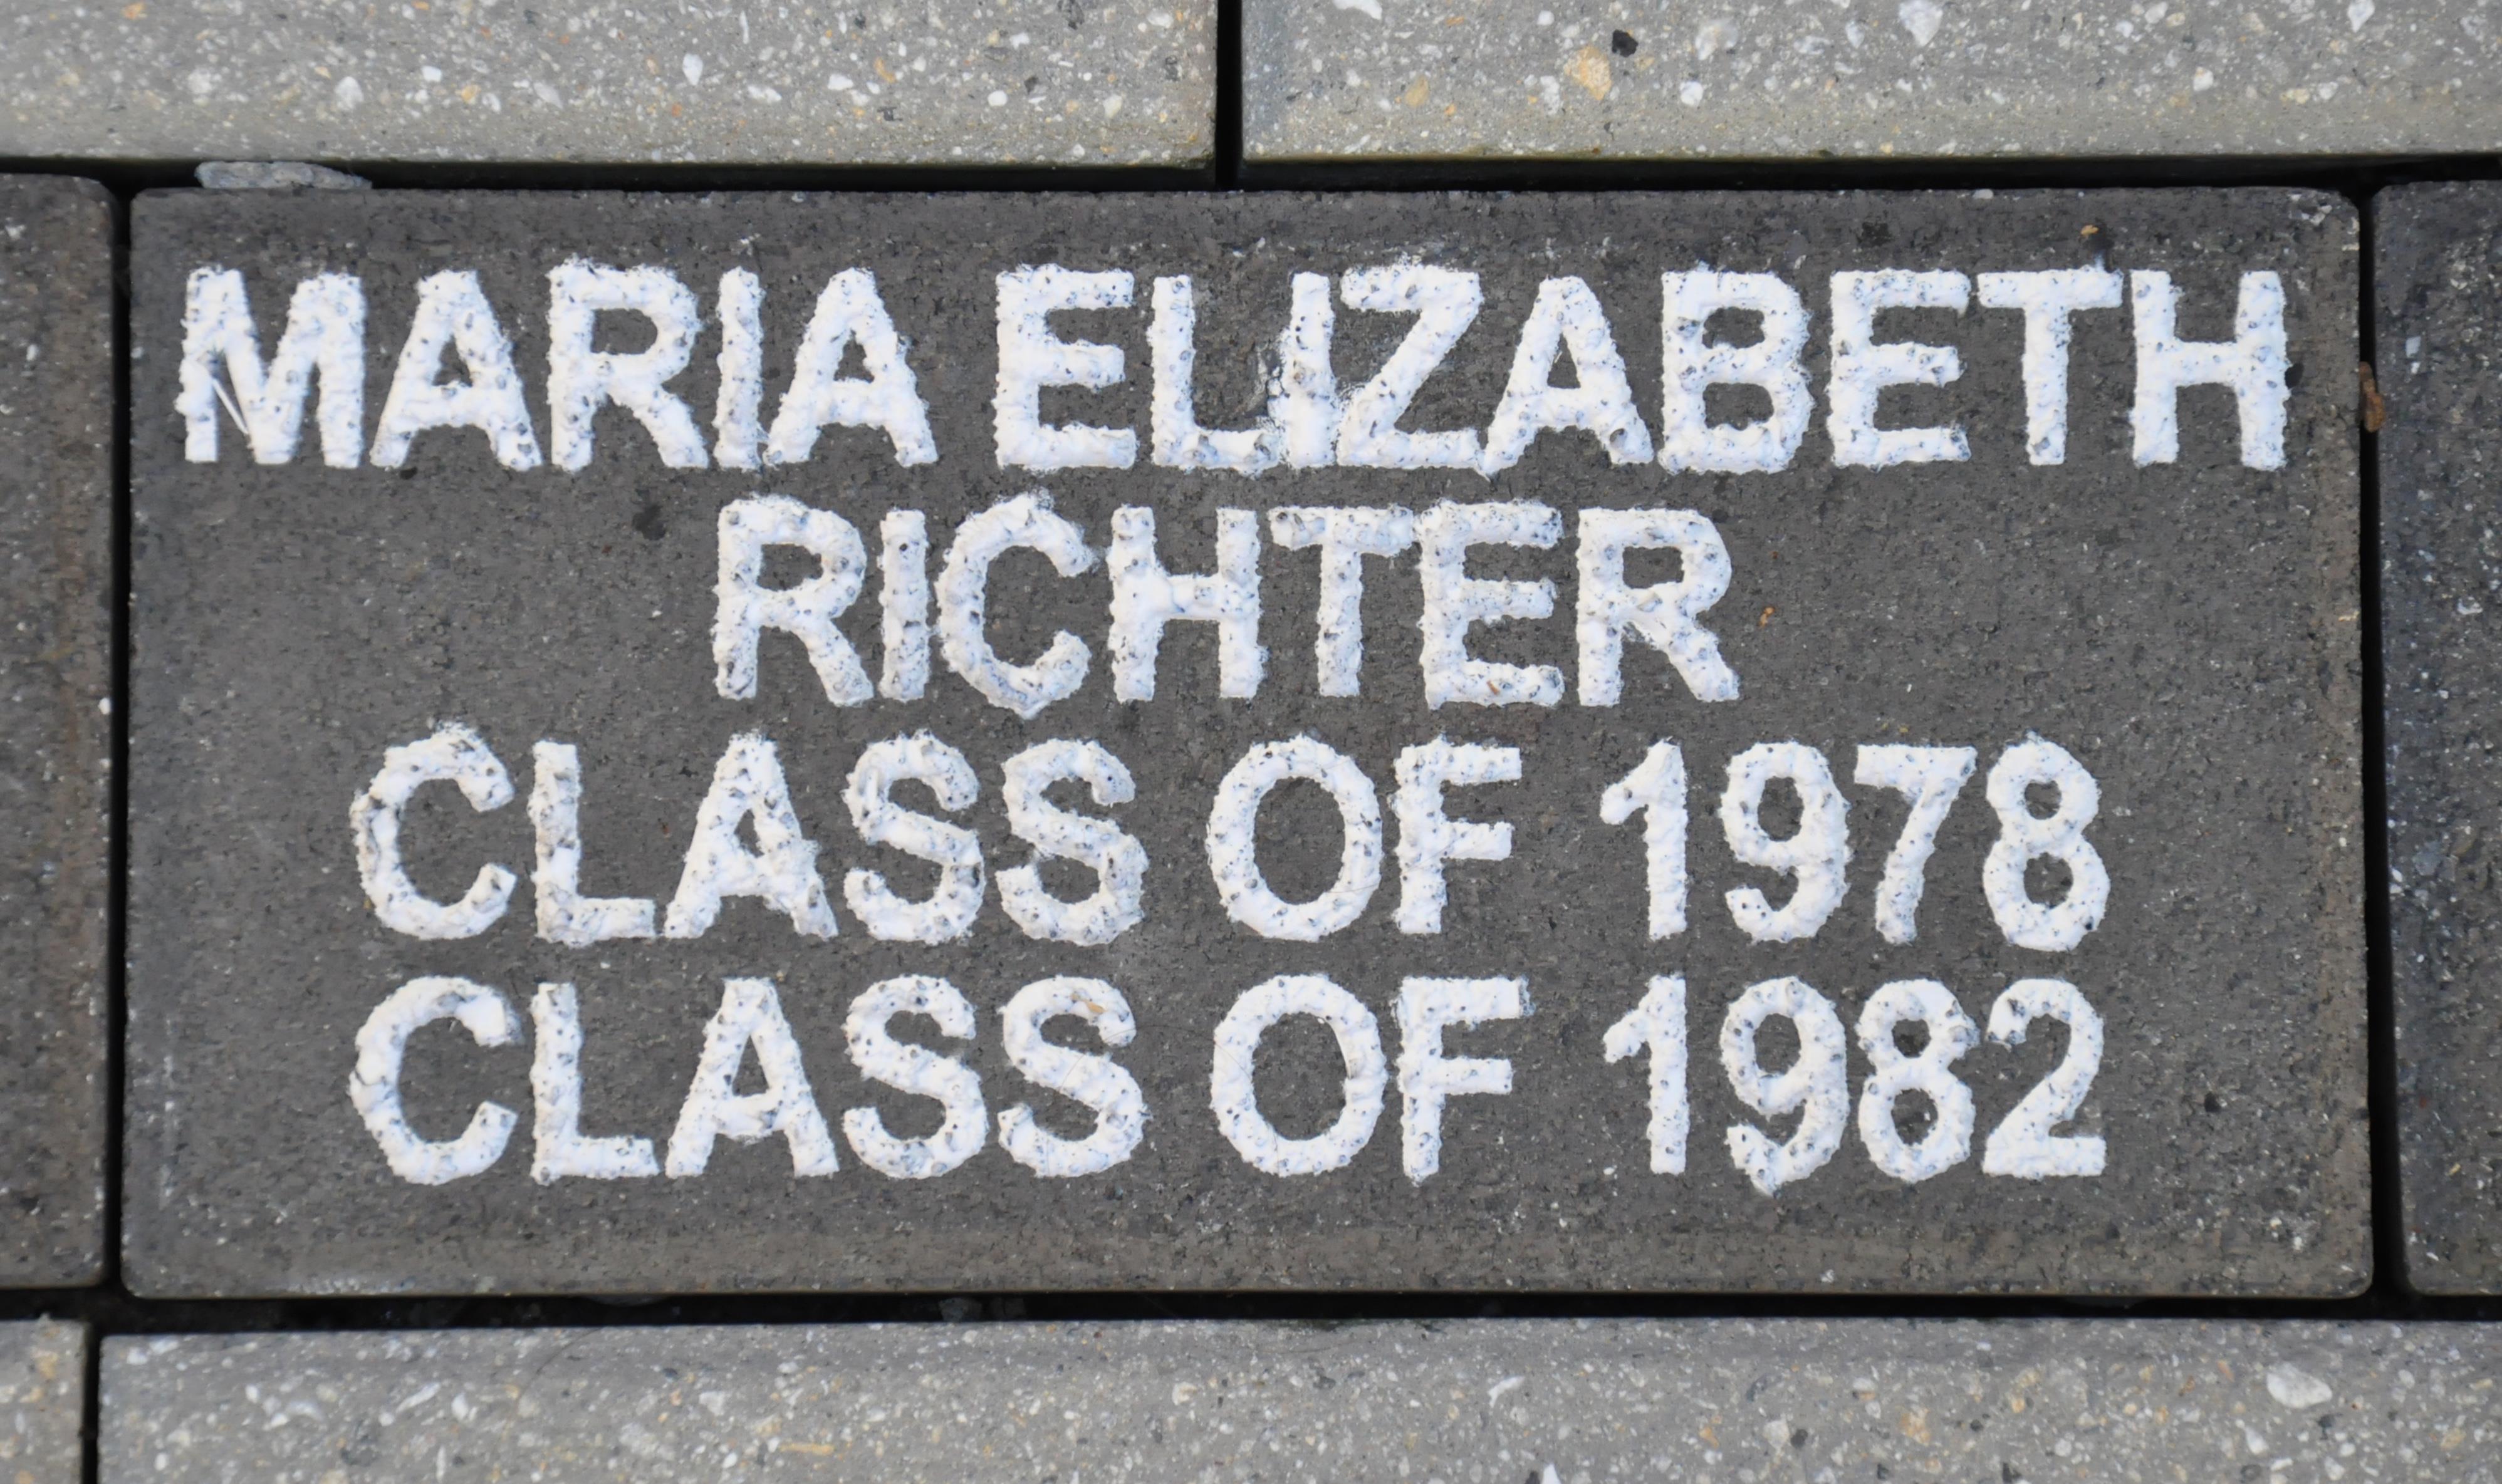 MARIA ELIZABETH
RICHTER
CLASS OF 1978
CLASS OF 1982